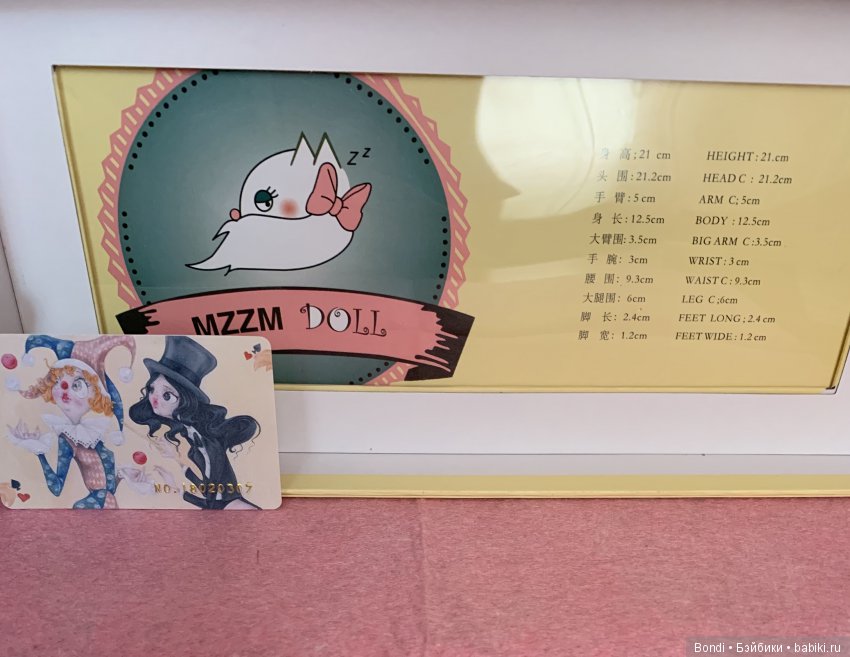 z z
MZZM DOLL
身 高;21 cm HEIGHT:21.cm
头 围:21.2cm HEAD C : 21.2cm
手 臂:5 cm ARM C; 5cm
身 长:12.5cm BODY : 12.5cm
大臂围:3.5cm BIG ARM C:3.5cm
手 腕: 3cm WRIST:3 cm
腰 围: 9.3cm WAIST C : 9.3cm
大腿围: 6cm LEG C ;6cm
脚 长: 2.4cm FEET LONG; 2.4 cm
脚 宽: 1.2cm FEET WIDE : 1.2 cm
NO.18020307
Bondi • Бэйбики • babiki.ru